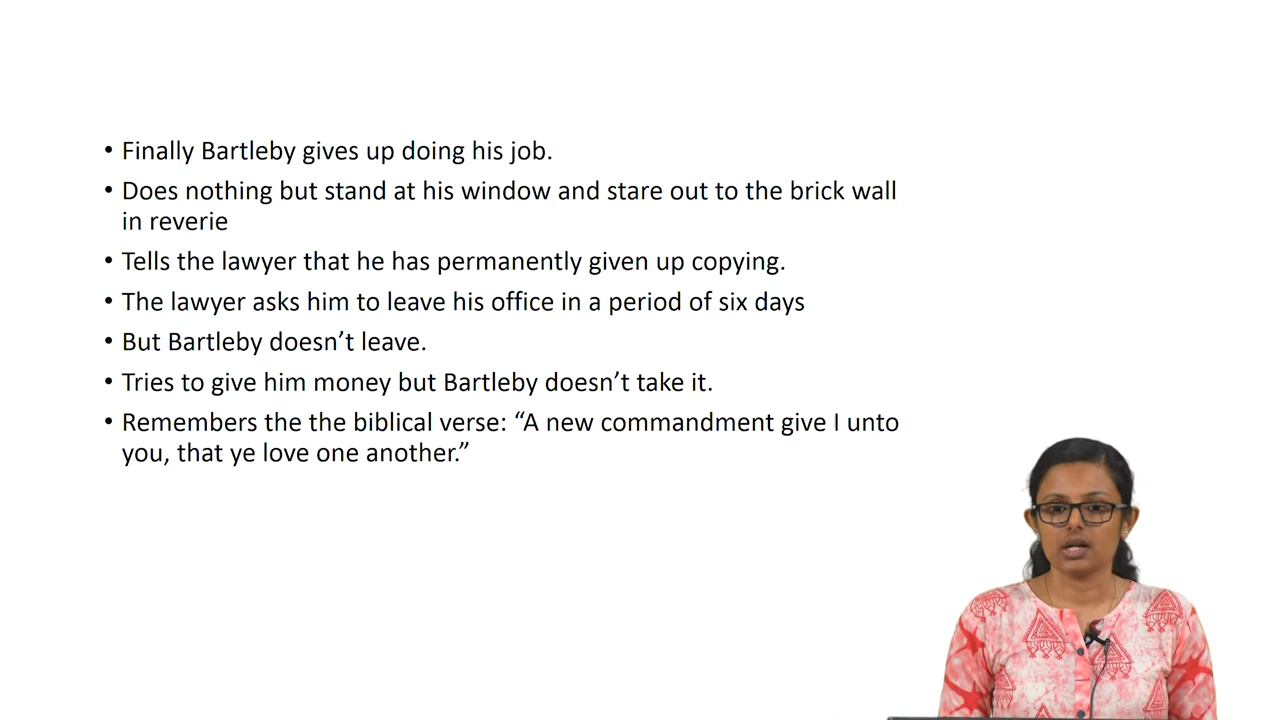 • Finally Bartleby gives up doing his job.
• Does nothing but stand at his window and stare out to the brick wall
in reverie
• Tells the lawyer that he has permanently given up copying.
• The lawyer asks him to leave his office in a period of six days
• But Bartleby doesn’t leave.
• Tries to give him money but Bartleby doesn’t take it.
• Remembers the the biblical verse: “A new commandment give I unto
you, that ye love one another.”